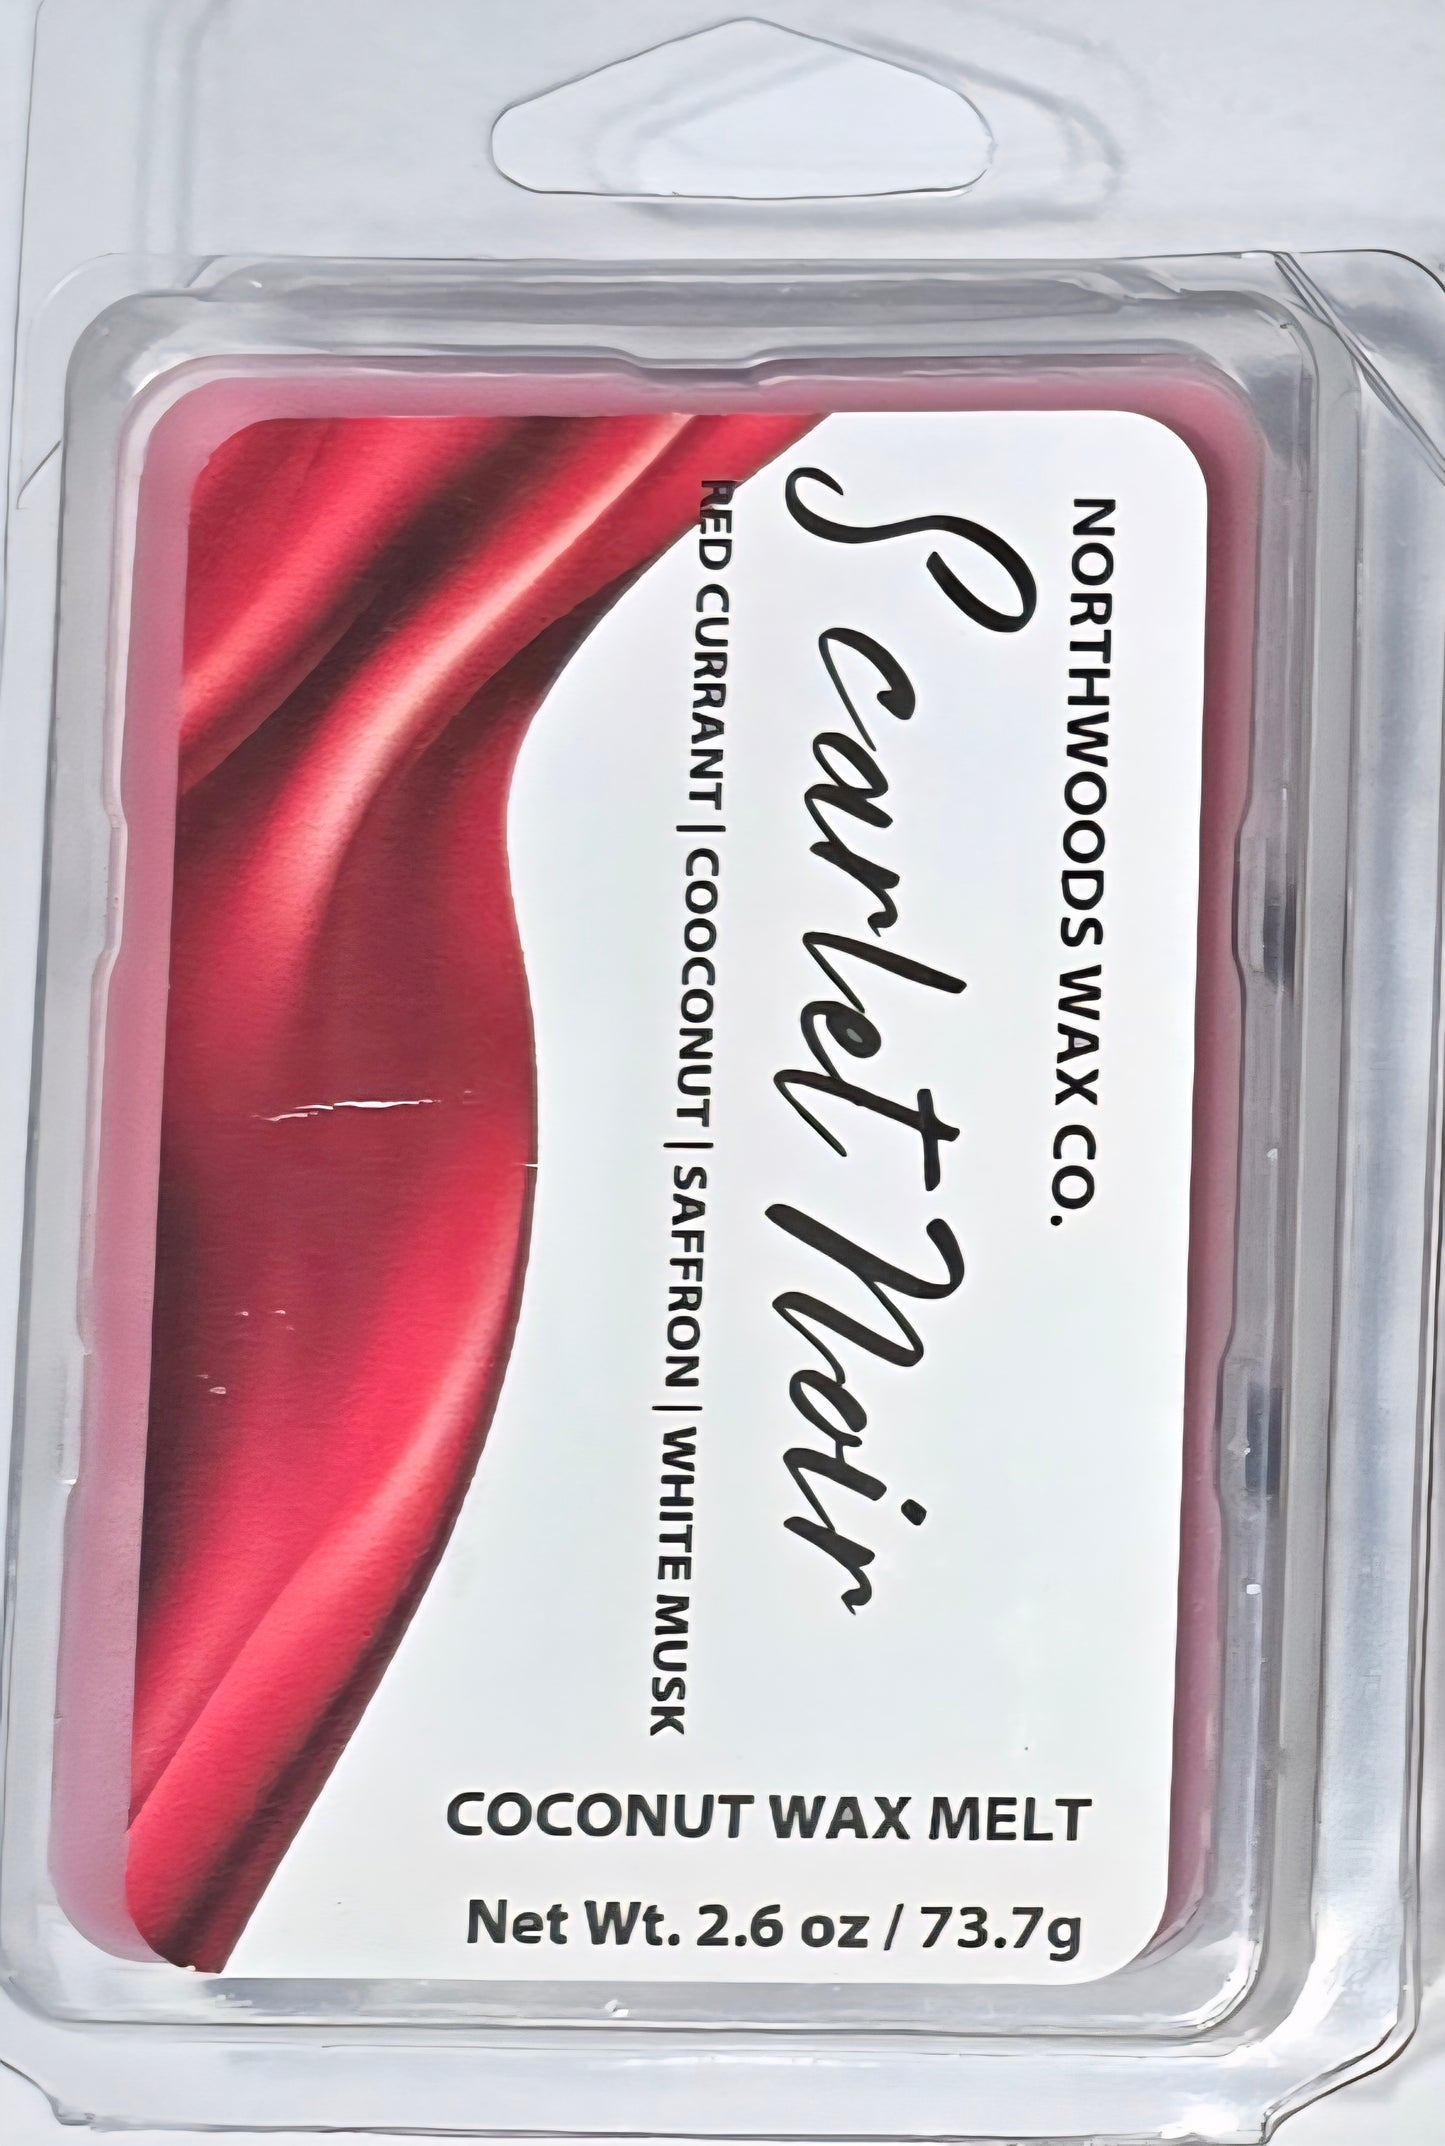 NORTHWOODS WAX CO.
Scarlet Noir
RED CURRANT | COOCONUT | SAFFRON | WHITE MUSK
COCONUT WAX MELT
Net Wt. 2.6 oz / 73.7g